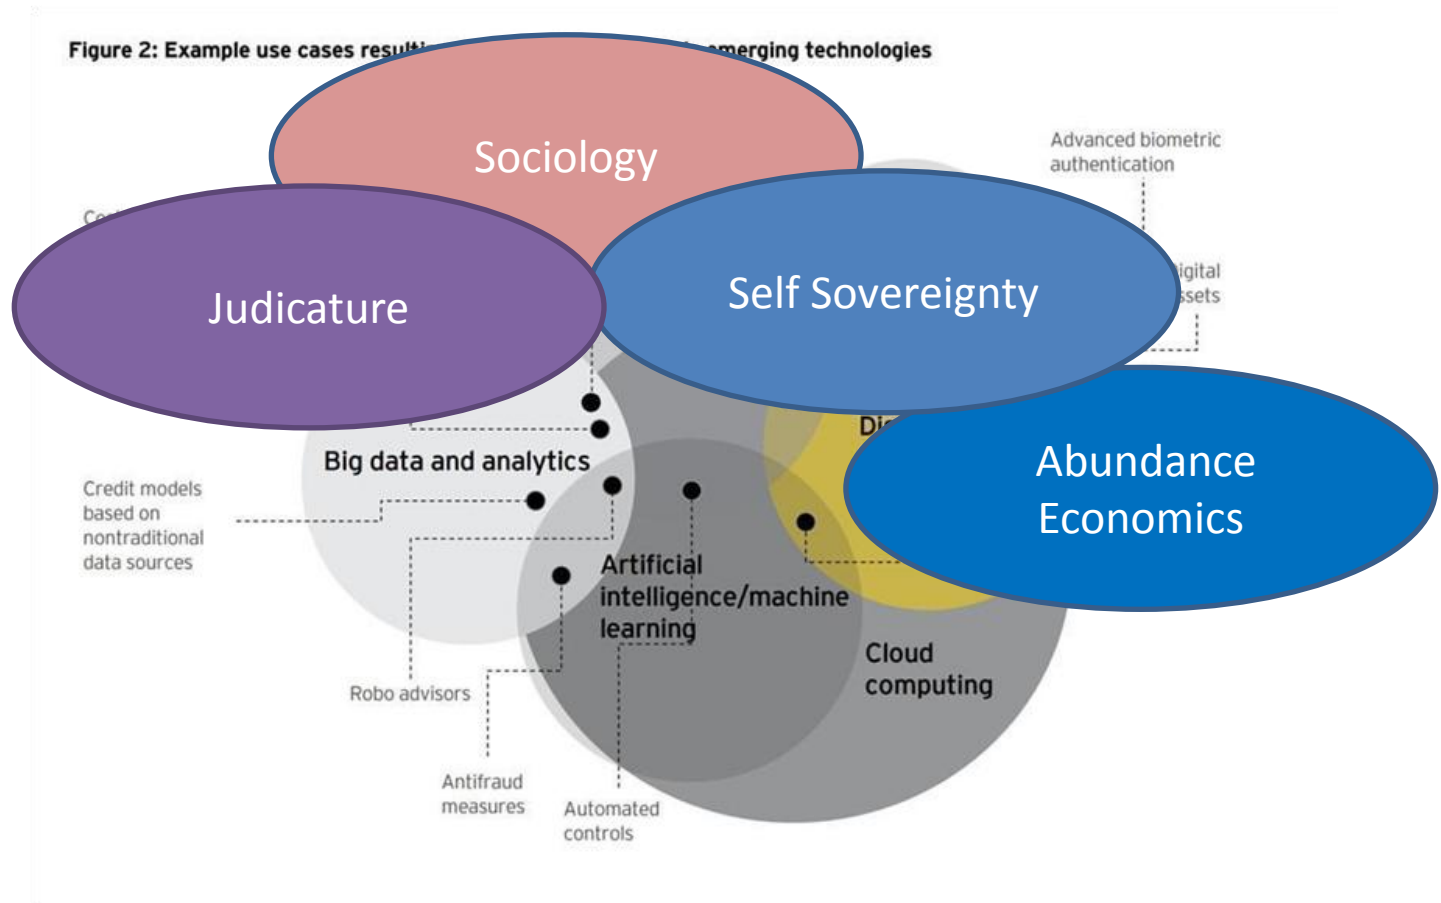 Figure 2: Example use cases
emerging technologies
Sociology
Advanced biometric
authentication
Judicature
Self Sovereignty
Abundance
Economics
Big data and analytics
Credit models
based on
nontraditional
data sources
Artificial
intelligence/machine
learning
Cloud
computing
Robo advisors
Antifraud
measures
Automated
controls